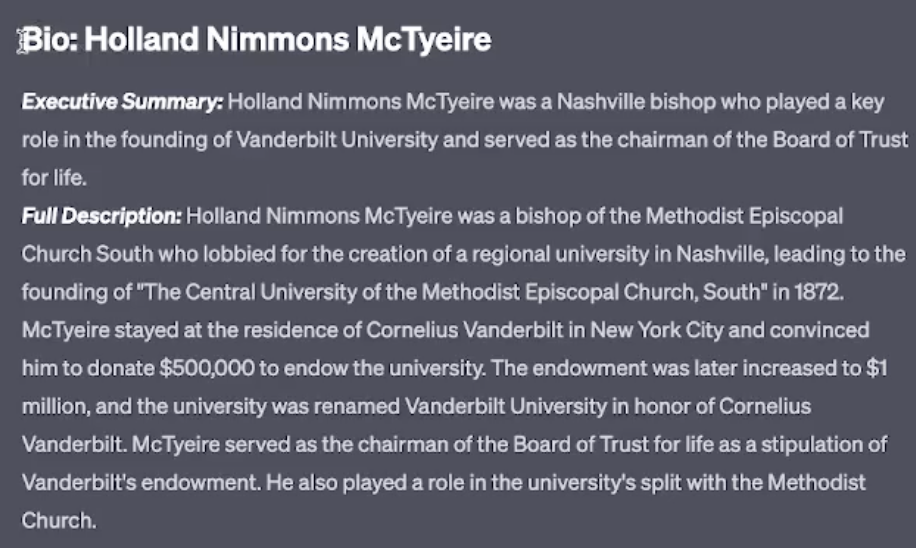 Bio: Holland Nimmons McTyeire
Executive Summary: Holland Nimmons McTyeire was a Nashville bishop who played a key
role in the founding of Vanderbilt University and served as the chairman of the Board of Trust
for life.
Full Description: Holland Nimmons McTyeire was a bishop of the Methodist Episcopal
Church South who lobbied for the creation of a regional university in Nashville, leading to the
founding of "The Central University of the Methodist Episcopal Church, South" in 1872.
McTyeire stayed at the residence of Cornelius Vanderbilt in New York City and convinced
him to donate $500,000 to endow the university. The endowment was later increased to $1
million, and the university was renamed Vanderbilt University in honor of Cornelius
Vanderbilt. McTyeire served as the chairman of the Board of Trust for life as a stipulation of
Vanderbilt's endowment. He also played a role in the university's split with the Methodist
Church.